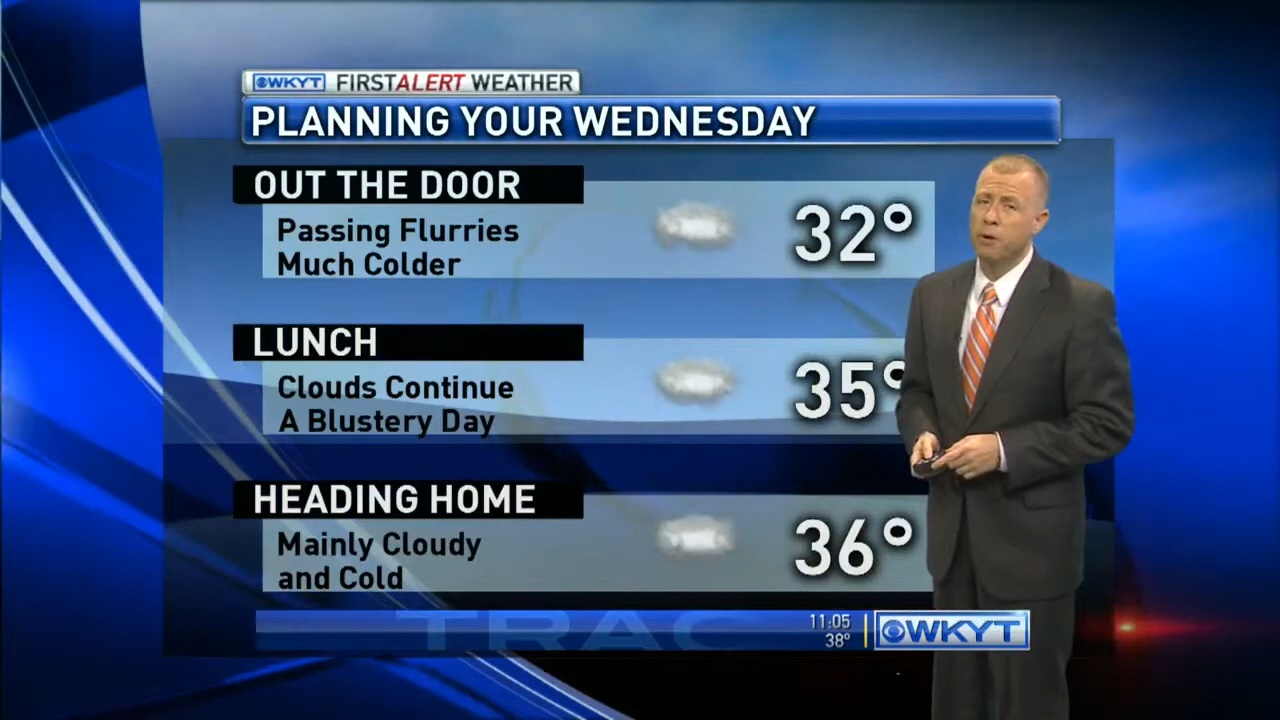 WKYT FIRSTALERT WEATHER
PLANNING YOUR WEDNESDAY
OUT THE DOOR
Passing Flurries
Much Colder
32°
LUNCH
Clouds Continue
A Blustery Day
35°
HEADING HOME
Mainly Cloudy
and Cold
36°
TRAC
11:05
38°
WKYT